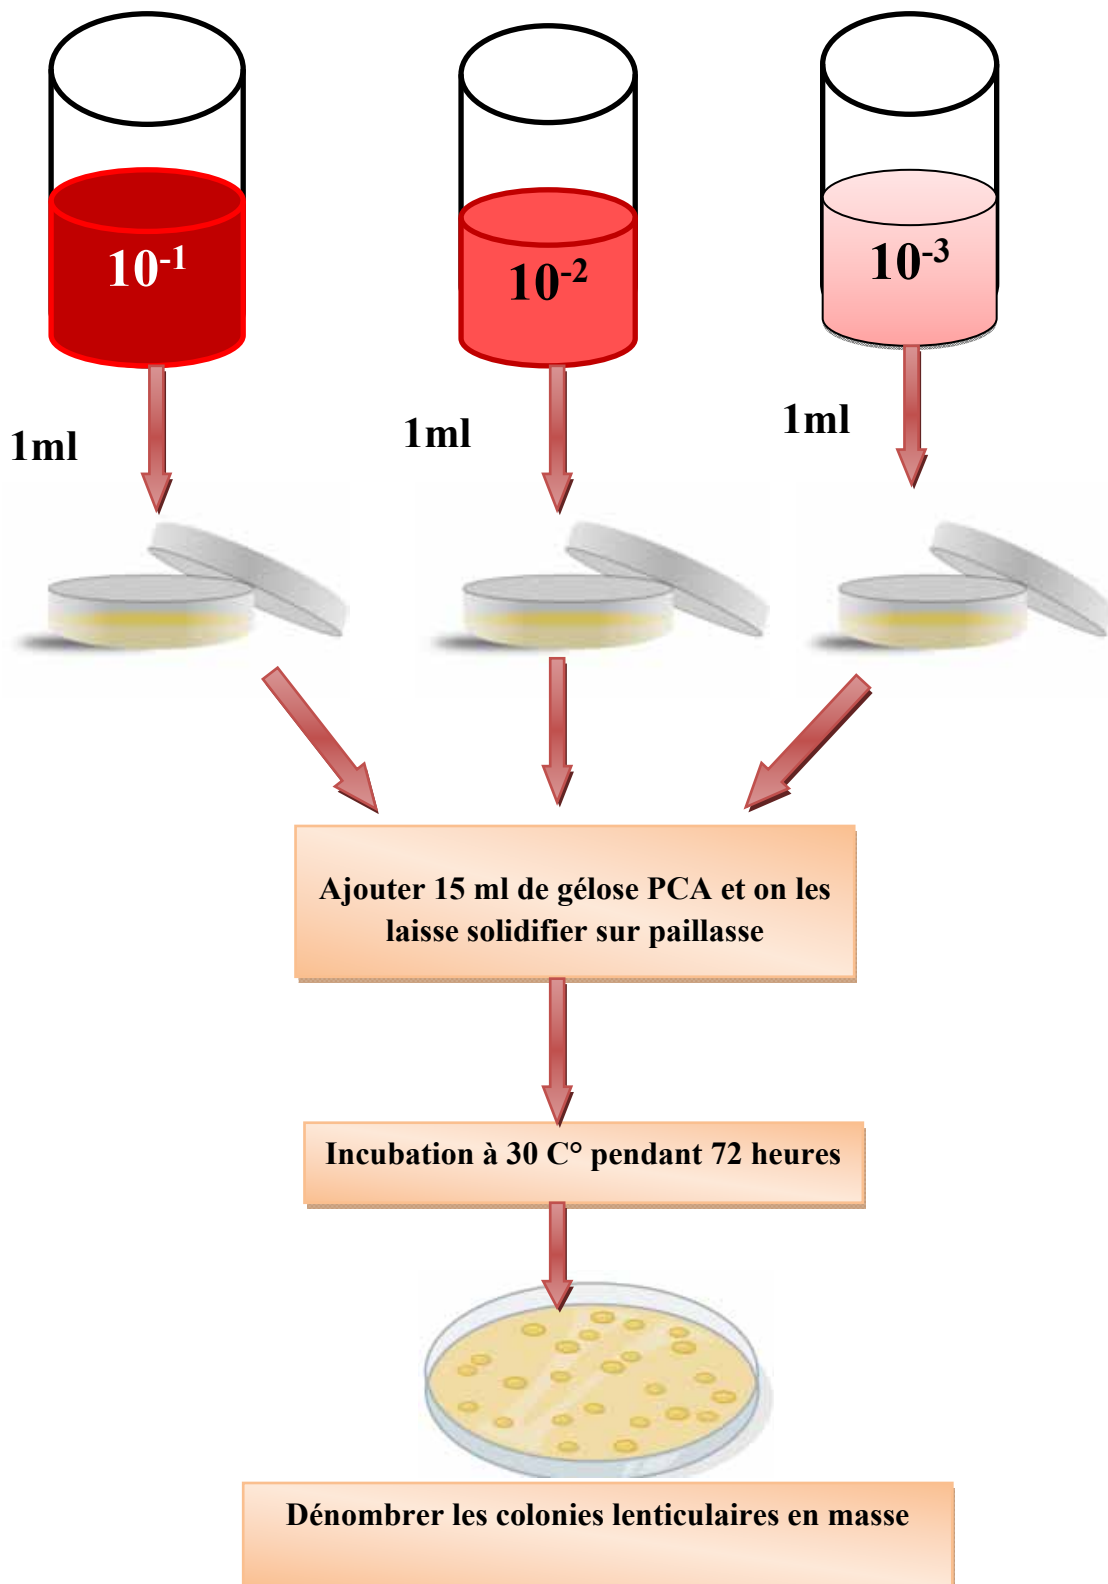 10-1
10-2
10-3
1ml
1ml
1ml
Ajouter 15 ml de gélose PCA et on les
laisse solidifier sur paillasse
Incubation à 30 C° pendant 72 heures
Dénombrer les colonies lenticulaires en masse